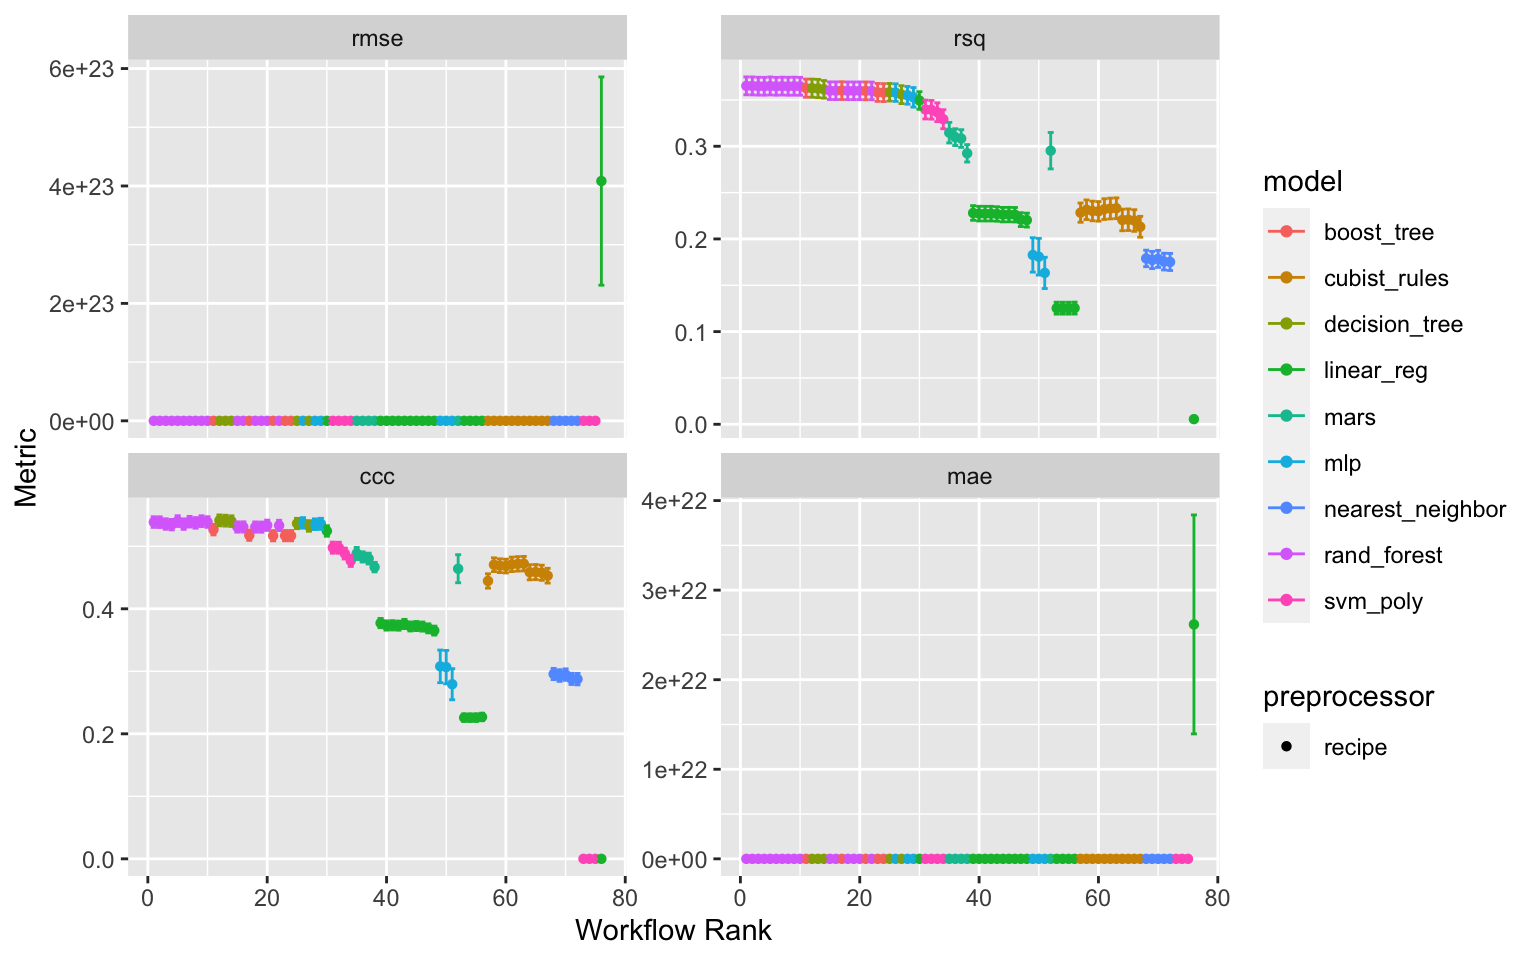 rmse
6e+23
4e+23
2e+23
0e+00
rsq
0.3
0.2
0.1
0.0
ccc
0.4
0.2
0.0
0 20 40 60 80
mae
4e+22
3e+22
2e+22
1e+22
0e+00
0 20 40 60 80
Metric
Workflow Rank
model
boost_tree
cubist_rules
decision_tree
linear_reg
mars
mlp
nearest_neighbor
rand_forest
svm_poly
preprocessor
recipe